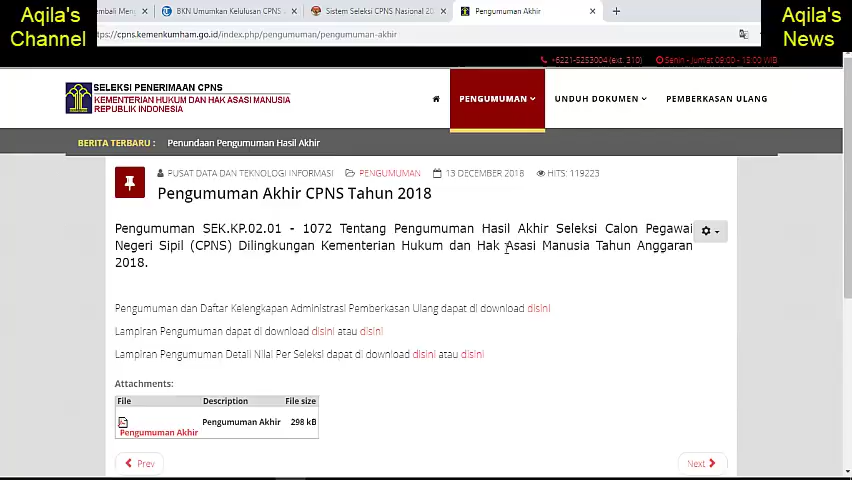 Aqila's
Channel
Aqila's
News
BKN Umumkan Kelulusan CPNS
Sistem Seleksi CPNS Nasional 20
Pengumuman Akhir
cpns.kemenkumham.go.id/index.php/pengumuman/pengumuman-akhir
+6221-5253004 (ext. 310)
Senin - Jum'at 09:00 - 15:00 WIB
SELEKSI PENERIMAAN CPNS
KEMENTERIAN HUKUM DAN HAK ASASI MANUSIA
REPUBLIK INDONESIA
PENGUMUMAN
UNDUH DOKUMEN
PEMBERKASAN ULANG
BERITA TERBARU : Penundaan Pengumuman Hasil Akhir
PUSAT DATA DAN TEKNOLOGI INFORMASI PENGUMUMAN 13 DECEMBER 2018 HITS: 119223
Pengumuman Akhir CPNS Tahun 2018
Pengumuman SEK.KP.02.01 - 1072 Tentang Pengumuman Hasil Akhir Seleksi Calon Pegawai
Negeri Sipil (CPNS) Dilingkungan Kementerian Hukum dan Hak Asasi Manusia Tahun Anggaran
2018.
Pengumuman dan Daftar Kelengkapan Administrasi Pemberkasan Ulang dapat di download disini
Lampiran Pengumuman dapat di download disini atau disini
Lampiran Pengumuman Detail Nilai Per Seleksi dapat di download disini atau disini
Attachments:
File Description File size
Pengumuman Akhir Pengumuman Akhir 298 kB
Prev
Next